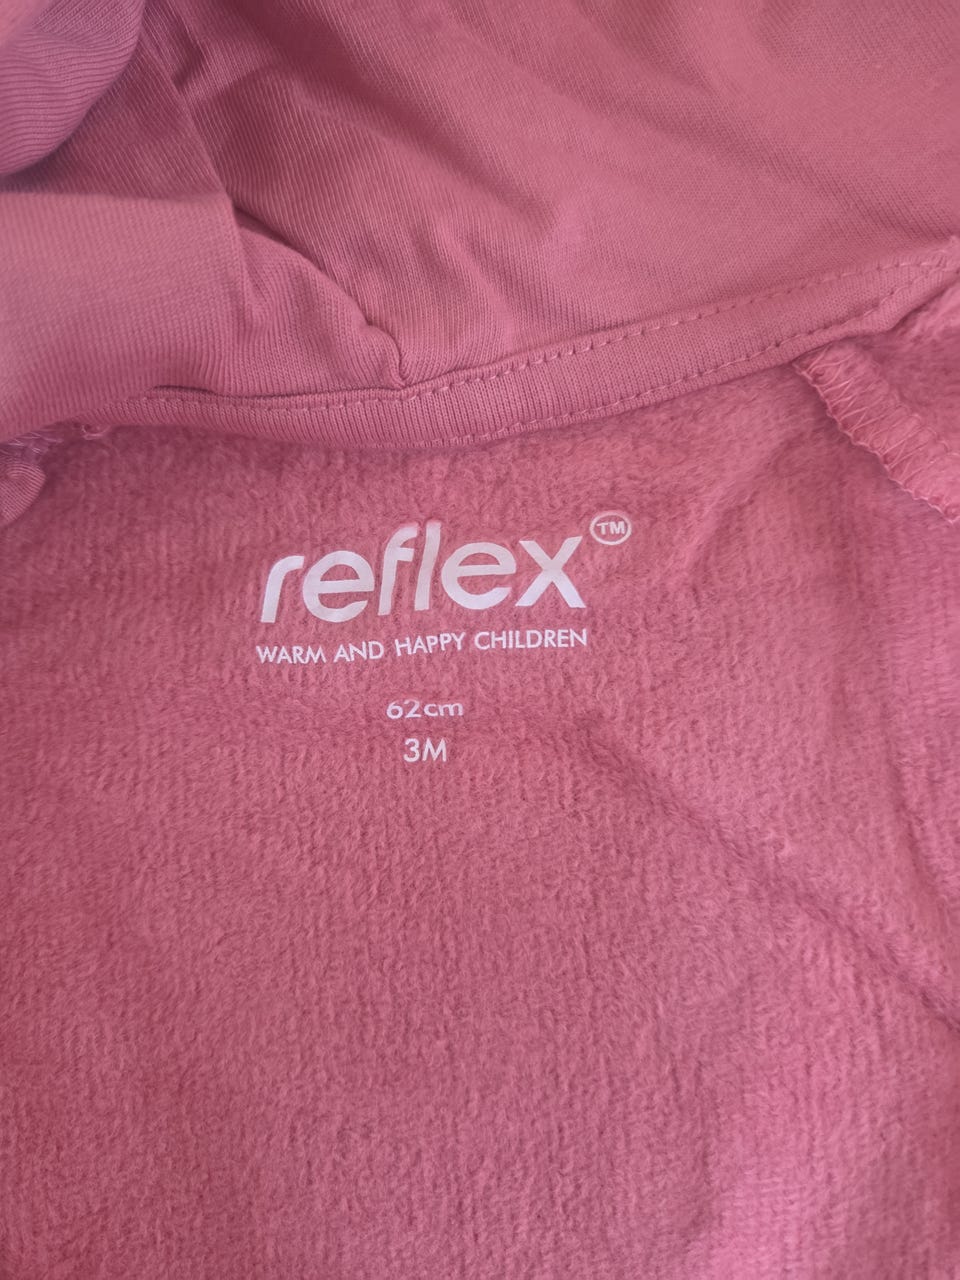 reflex™
WARM AND HAPPY CHILDREN
62cm
3M